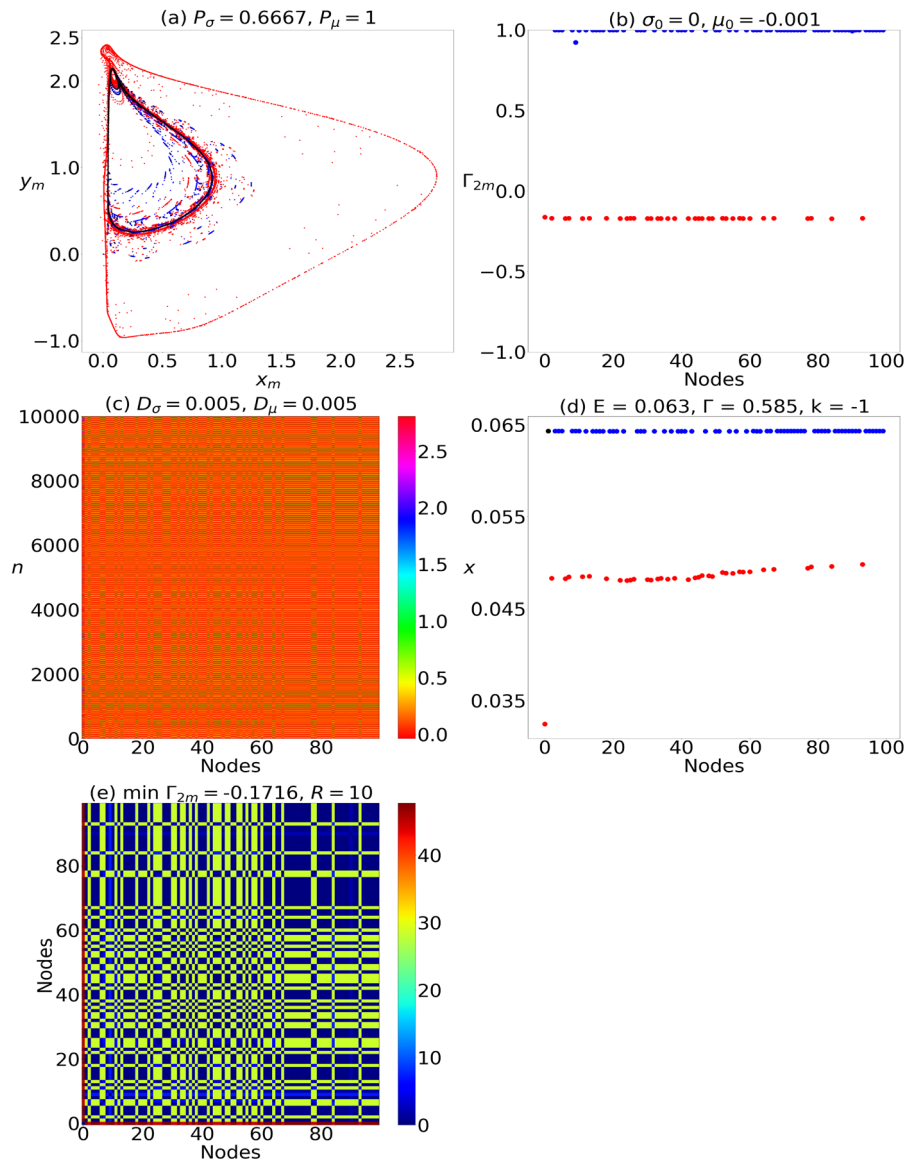 (a) $P_\sigma = 0.6667$, $P_\mu = 1$
2.5
2.0
1.0
$y_m$
0.0
−1.0
0.0 0.5 1.0 1.5 2.0 2.5
$x_m$
(b) $\sigma_0 = 0$, $\mu_0 = -0.001$
1.0
0.5
$\Gamma_{2m}$
0.0
−0.5
−1.0
0 20 40 60 80 100
Nodes
(c) $D_\sigma = 0.005$, $D_\mu = 0.005$
10000
8000
6000
n
4000
2000
0
0 20 40 60 80
Nodes
2.5
2.0
1.5
1.0
0.5
0.0
(d) E = 0.063, Γ = 0.585, k = -1
0.065
0.055
x
0.045
0.035
0 20 40 60 80 100
Nodes
(e) min $\Gamma_{2m} = $-0.1716, $R = 10$
80
60
Nodes
40
20
0
0 20 40 60 80
Nodes
40
30
20
10
0